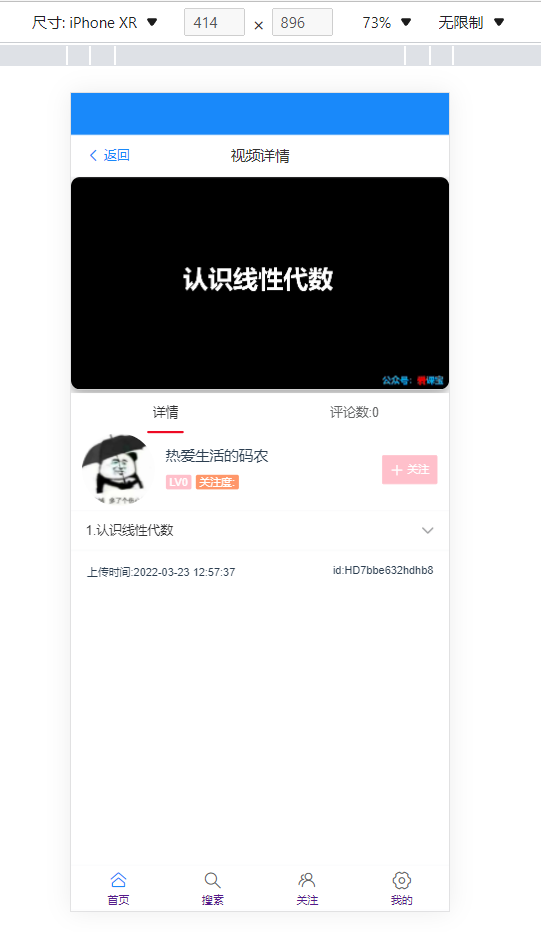 尺寸: iPhone XR ▼ 414 × 896 73% ▼ 无限制 ▼
返回 视频详情
认识线性代数
公众号: 课宝
详情 评论数:0
热爱生活的码农
LV0 关注度: + 关注
1.认识线性代数
上传时间:2022-03-23 12:57:37 id:HD7bbe632hdhb8
首页 搜素 关注 我的